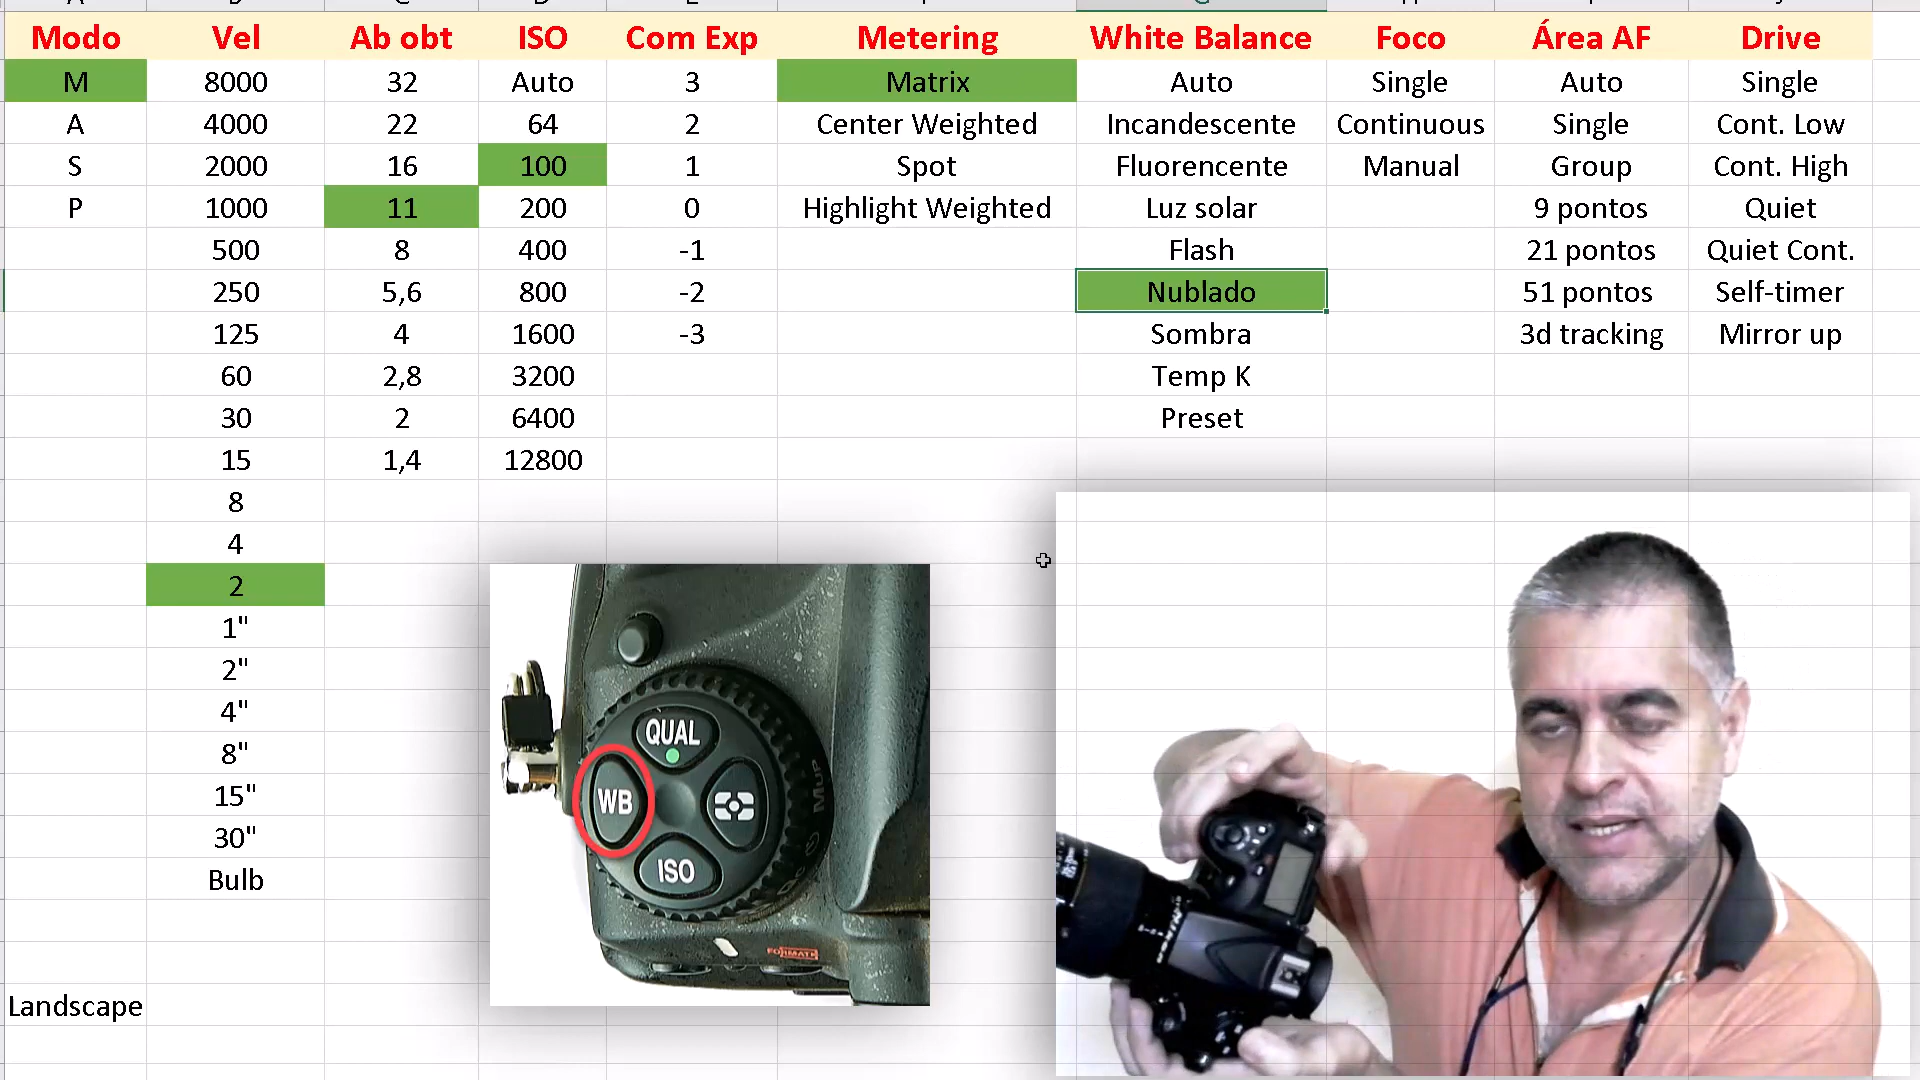 Modo Vel Ab obt ISO Com Exp Metering White Balance Foco Área AF Drive
M 8000 32 Auto 3 Matrix Auto Single Auto Single
A 4000 22 64 2 Center Weighted Incandescente Continuous Single Cont. Low
S 2000 16 100 1 Spot Fluorencente Manual Group Cont. High
P 1000 11 200 0 Highlight Weighted Luz solar 9 pontos Quiet
500 8 400 -1 Flash 21 pontos Quiet Cont.
250 5,6 800 -2 Nublado 51 pontos Self-timer
125 4 1600 -3 Sombra 3d tracking Mirror up
60 2,8 3200 Temp K
30 2 6400 Preset
15 1,4 12800
8
4
2
1"
2"
4"
8"
15"
30"
Bulb
Landscape
QUAL
WB
ISO
MUP
Nikon